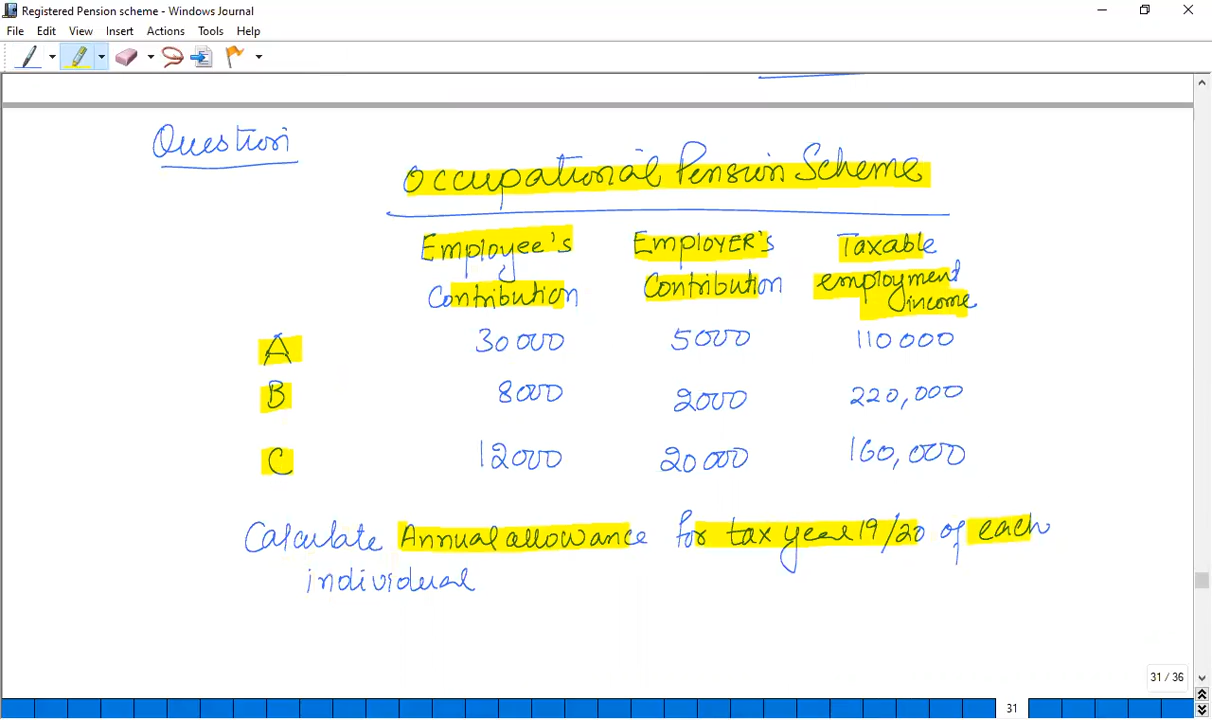 Registered Pension scheme - Windows Journal
File Edit View Insert Actions Tools Help
Question
Occupational Pension Scheme
Employee's EMPLOYER'S Taxable
Contribution Contribution employment
income
A 30000 5000 110000
B 8000 2000 220,000
C 12000 20000 160,000
Calculate Annual allowance for tax year 19/20 of each
individual
31 / 36
31